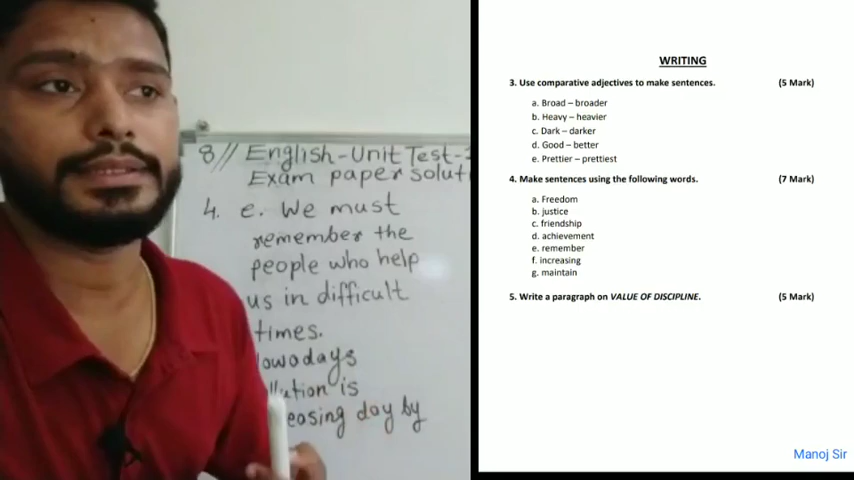 8// English-Unit Test-
Exam paper solut
4. e. We must
remember the
people who help
us in difficult
times.
is
day by
WRITING
3. Use comparative adjectives to make sentences. (5 Mark)
a. Broad – broader
b. Heavy – heavier
c. Dark – darker
d. Good – better
e. Prettier – prettiest
4. Make sentences using the following words. (7 Mark)
a. Freedom
b. justice
c. friendship
d. achievement
e. remember
f. increasing
g. maintain
5. Write a paragraph on VALUE OF DISCIPLINE. (5 Mark)
Manoj Sir